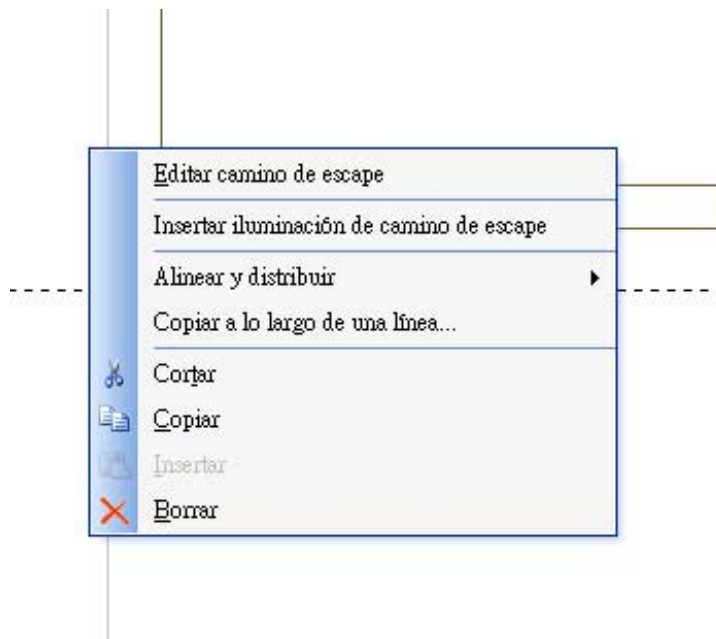 Editar camino de escape
Insertar iluminación de camino de escape
Alinear y distribuir
Copiar a lo largo de una línea...
Cortar
Copiar
Insertar
Borrar